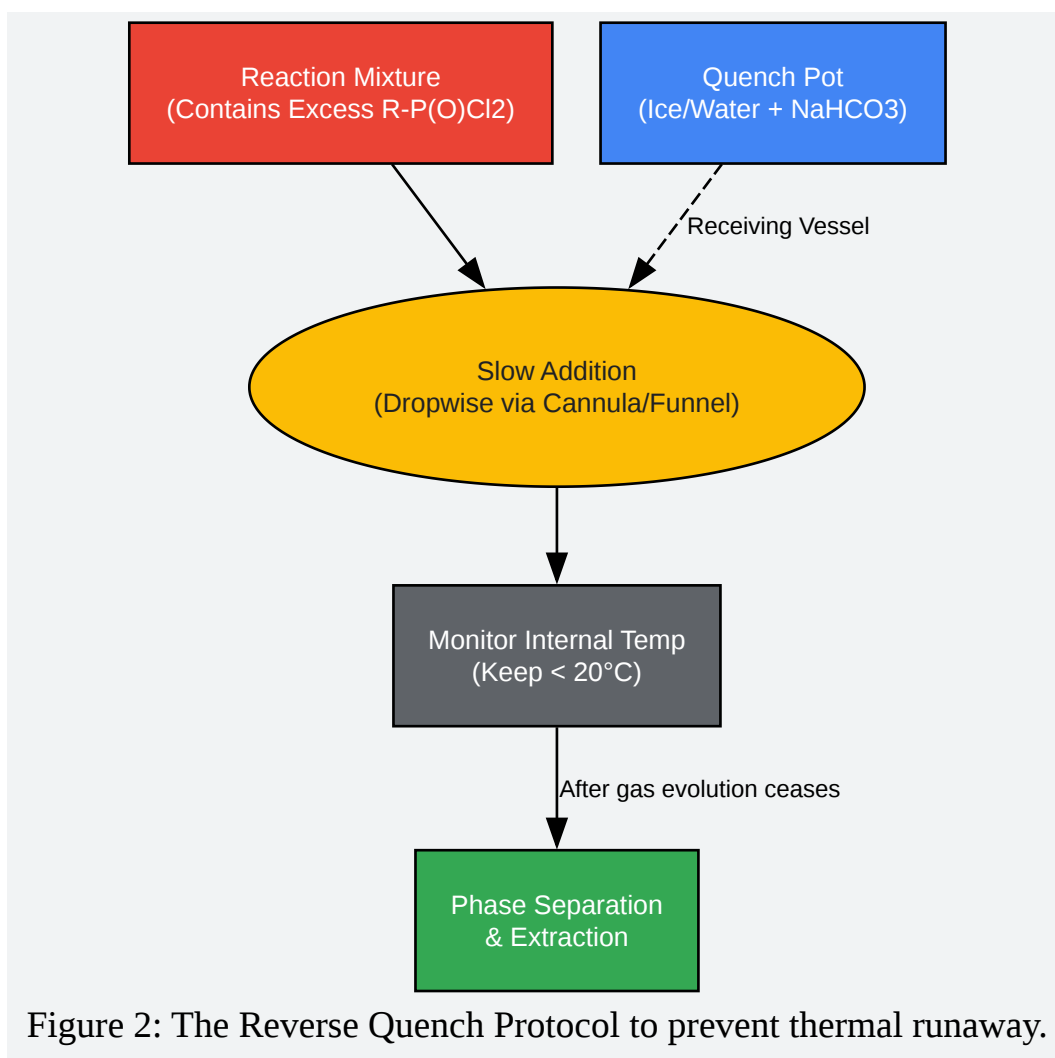 Reaction Mixture
(Contains Excess R-P(O)Cl2)
Quench Pot
(Ice/Water + NaHCO3)
Receiving Vessel
Slow Addition
(Dropwise via Cannula/Funnel)
Monitor Internal Temp
(Keep < 20°C)
After gas evolution ceases
Phase Separation
& Extraction
Figure 2: The Reverse Quench Protocol to prevent thermal runaway.